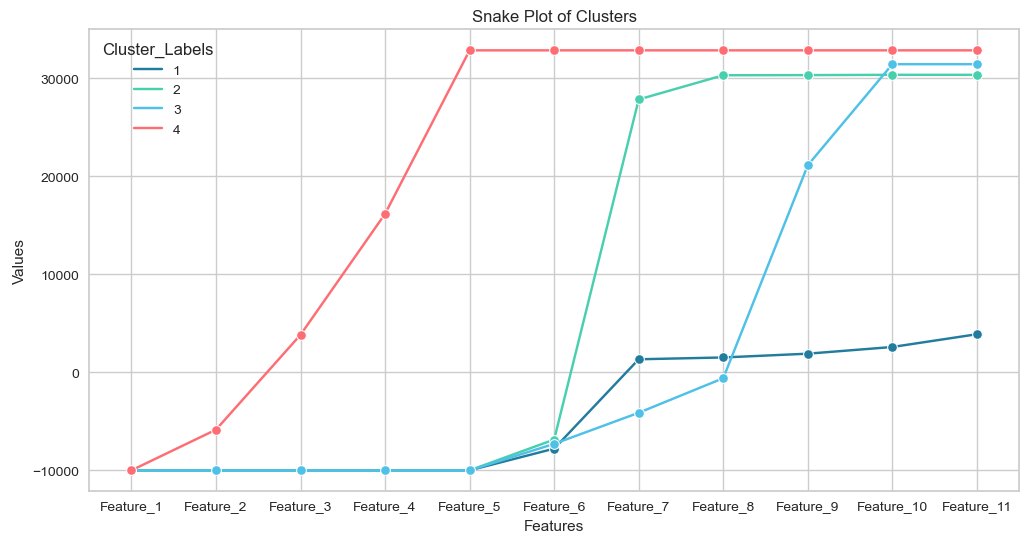 Snake Plot of Clusters
Cluster_Labels
1
2
3
4
30000
20000
10000
0
−10000
Values
Feature_1 Feature_2 Feature_3 Feature_4 Feature_5 Feature_6 Feature_7 Feature_8 Feature_9 Feature_10 Feature_11
Features